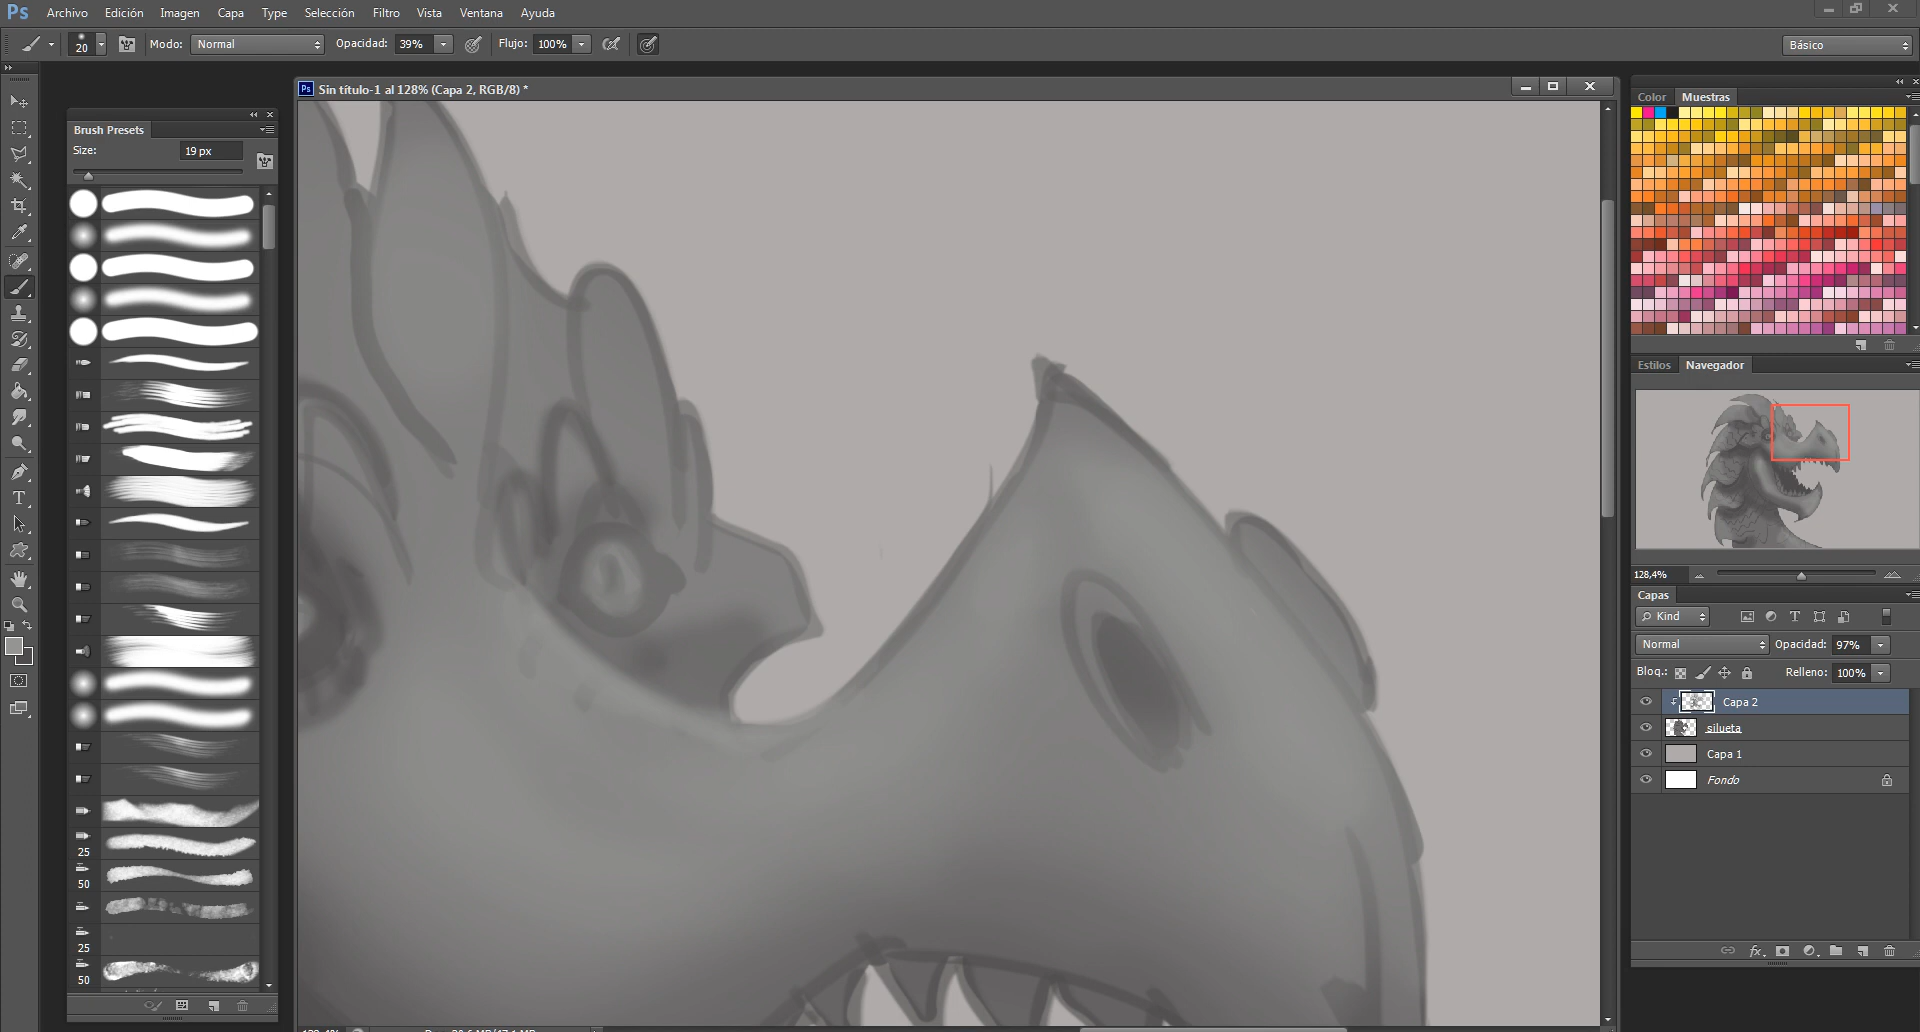 Ps Archivo Edición Imagen Capa Type Selección Filtro Vista Ventana Ayuda
20 Modo: Normal Opacidad: 39% Flujo: 100% Básico
Ps Sin título-1 al 128% (Capa 2, RGB/8) *
Brush Presets
Size: 19 px
25
50
25
50
T
Color Muestras
Estilos Navegador
128,4%
Capas
Kind T
Normal Opacidad: 97%
Bloq.: Relleno: 100%
Capa 2
silueta
Capa 1
Fondo
fx